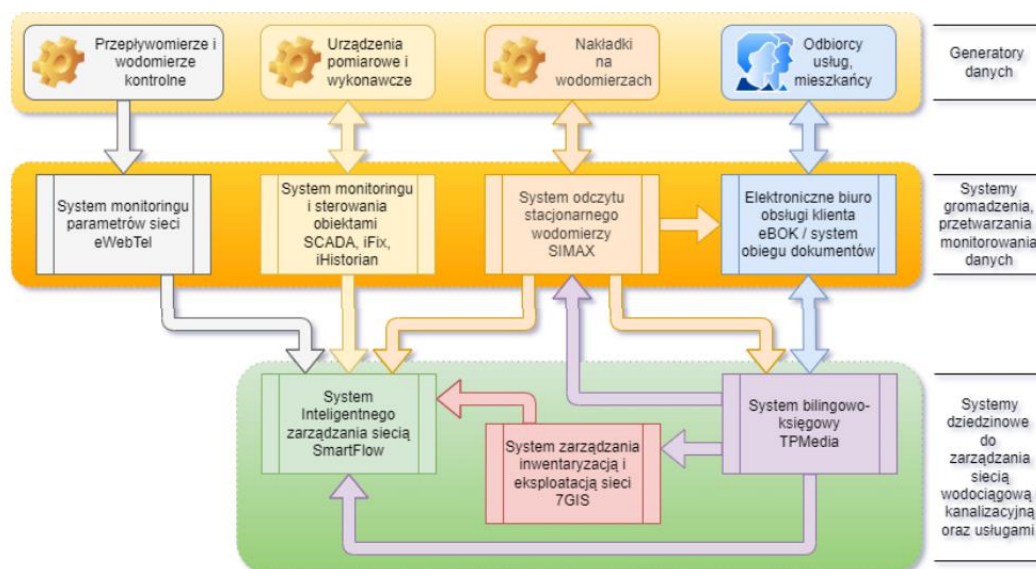 Przepływomierze i
wodomierze
kontrolne
Urządzenia
pomiarowe i
wykonawcze
Nakładki
na
wodomierzach
Odbiorcy
usług,
mieszkańcy
Generatory
danych
System monitoringu
parametrów sieci
eWebTel
System monitoringu
i sterowania
obiektami
SCADA, iFix,
iHistorian
System odczytu
stacjonarnego
wodomierzy
SIMAX
Elektroniczne biuro
obsługi klienta
eBOK / system
obiegu dokumentów
Systemy
gromadzenia,
przetwarzania
monitorowania
danych
System
Inteligentnego
zarządzania siecią
SmartFlow
System zarządzania
inwentaryzacją i
eksploatacją sieci
7GIS
System bilingowo-
księgowy
TPMedia
Systemy
dziedzinowe
do
zarządzania
siecią
wodociągową
kanalizacyjną
oraz usługami